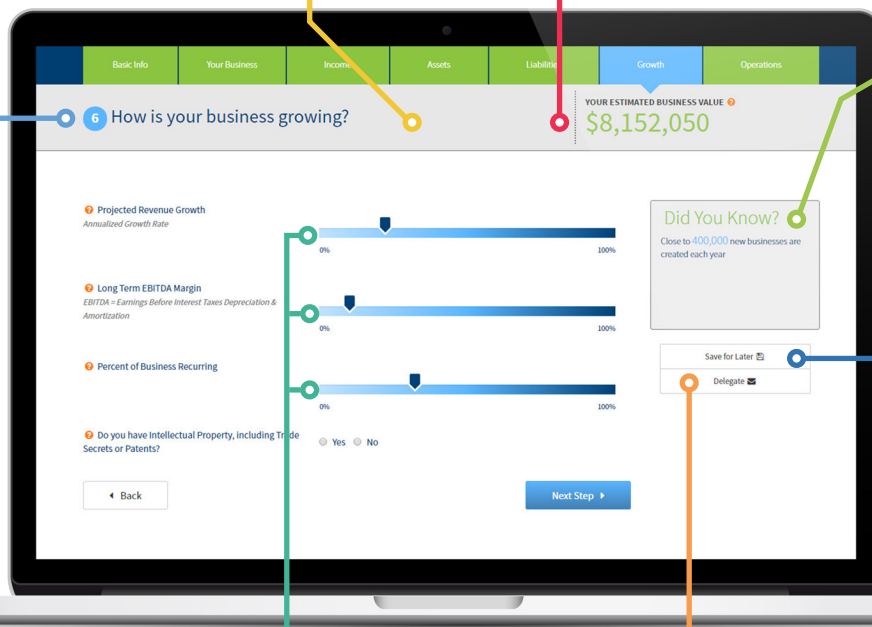 Basic Info
Your Business
Income
Assets
Liabilities
Growth
Operations
6 How is your business growing?
YOUR ESTIMATED BUSINESS VALUE ?
$8,152,050
? Projected Revenue Growth
Annualized Growth Rate
0% 100%
? Long Term EBITDA Margin
EBITDA = Earnings Before Interest Taxes Depreciation &
Amortization
0% 100%
? Percent of Business Recurring
0% 100%
? Do you have Intellectual Property, including Trade
Secrets or Patents?
Yes No
Back
Next Step
Did You Know?
Close to 400,000 new businesses are
created each year
Save for Later
Delegate